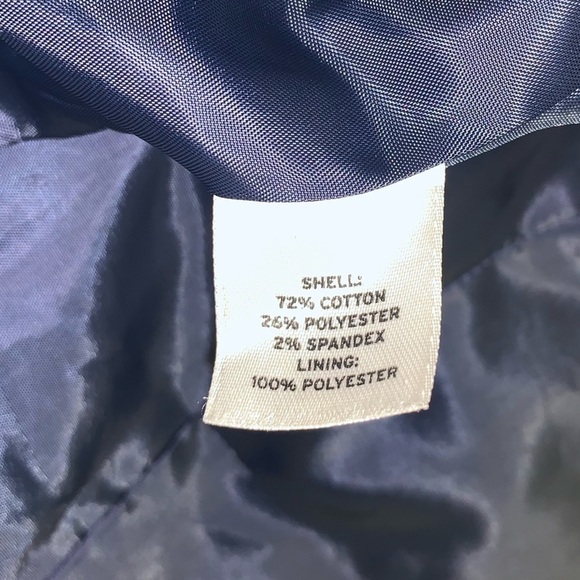 SHELL:
72% COTTON
26% POLYESTER
2% SPANDEX
LINING:
100% POLYESTER